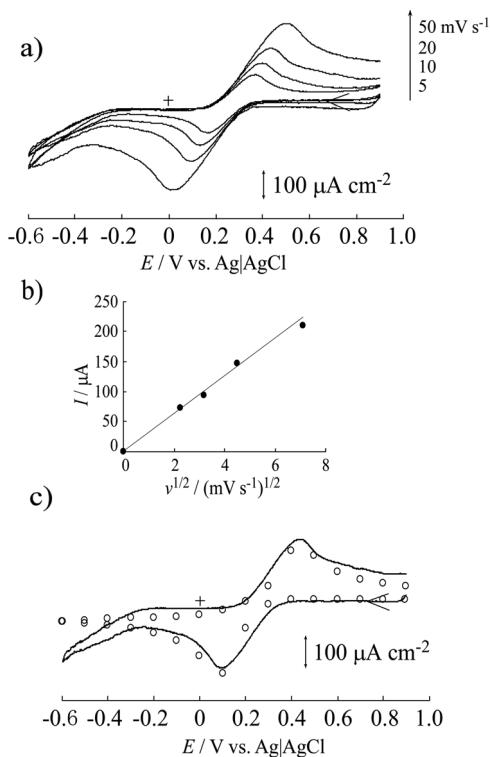 a)
50 mV s-1
20
10
5
100 μA cm-2
-0.6 -0.4 -0.2 0 0.2 0.4 0.6 0.8 1.0
E / V vs. Ag|AgCl
b)
250
200
150
100
50
0
I / μA
0 2 4 6 8
v1/2 / (mV s-1)1/2
c)
100 μA cm-2
-0.6 -0.4 -0.2 0 0.2 0.4 0.6 0.8 1.0
E / V vs. Ag|AgCl